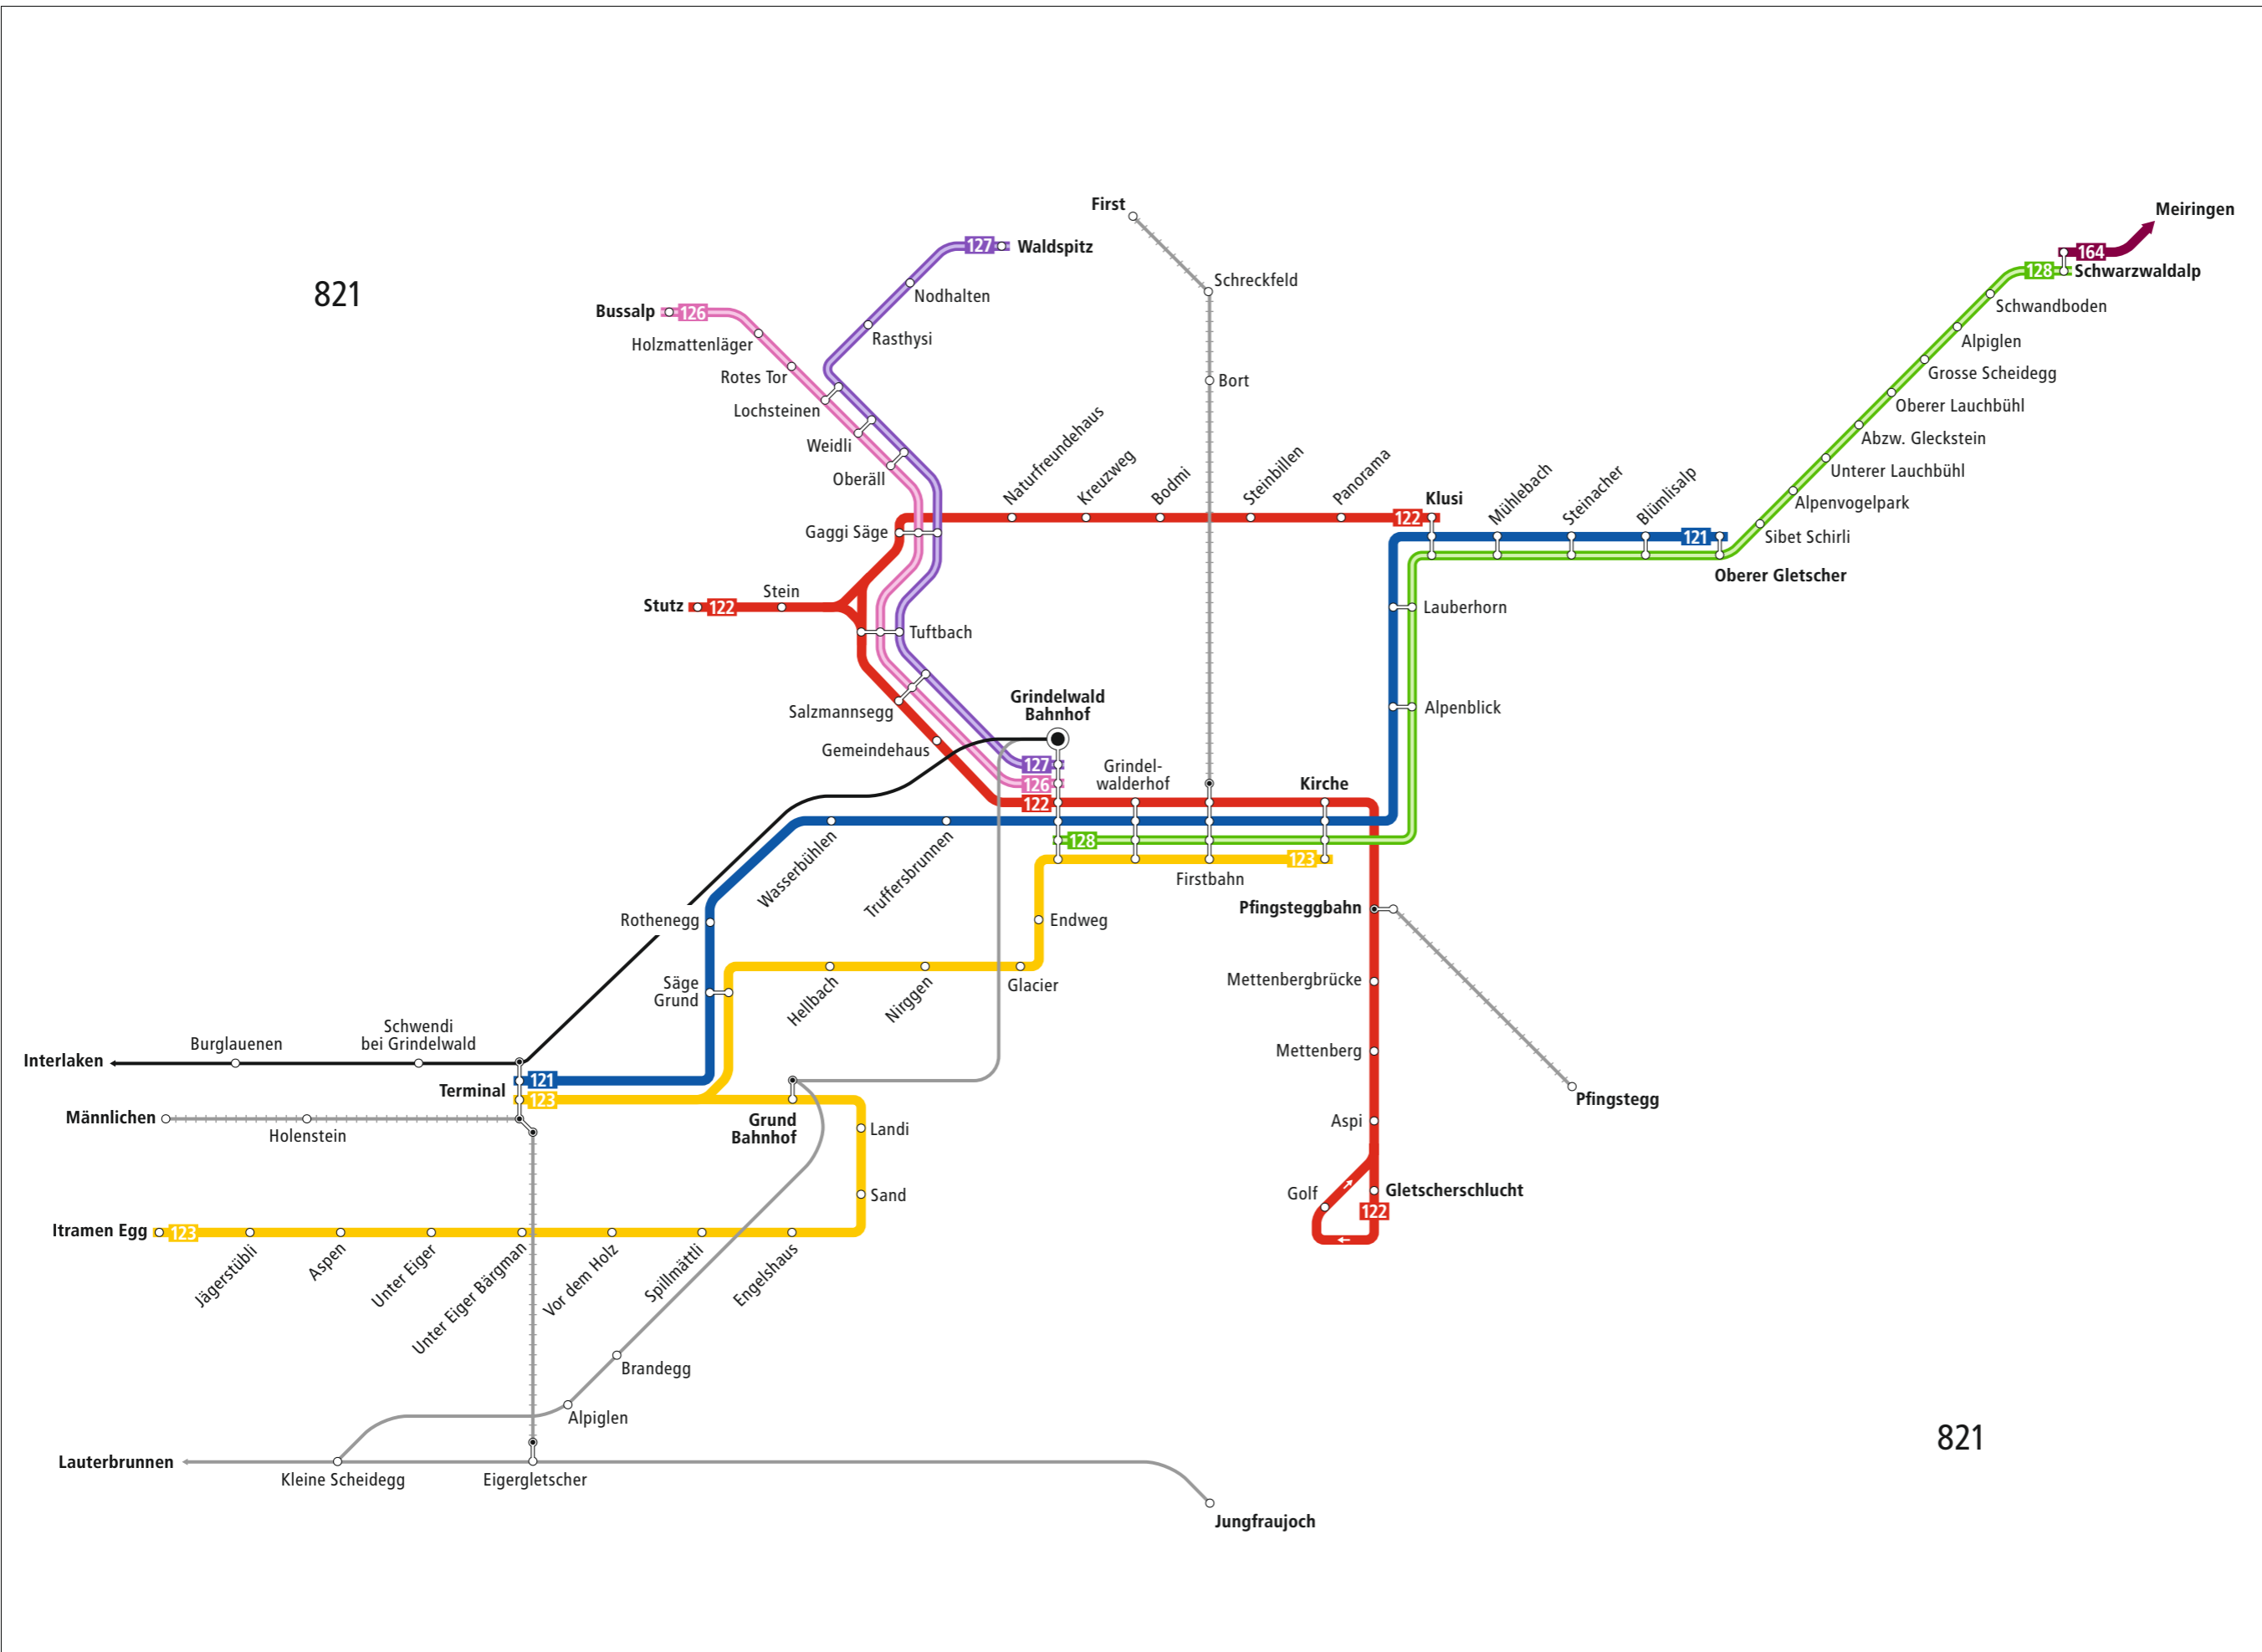 First
Meiringen
127
Waldspitz
164
128
Schwarzwaldalp
821
Schreckfeld
Nodhalten
Schwandboden
Bussalp
126
Holzmattenläger
Rasthysi
Alpiglen
Rotes Tor
Bort
Grosse Scheidegg
Lochsteinen
Oberer Lauchbühl
Weidli
Abzw. Gleckstein
Oberäll
Unterer Lauchbühl
Naturfreundehaus
Kreuzweg
Bodmi
Steinbillen
Panorama
Klusi
Mühlebach
Steinacher
Blümlisalp
Alpenvogelpark
122
Gaggi Säge
121
Sibet Schirli
Oberer Gletscher
Stutz
122
Stein
Lauberhorn
Tuftbach
Grindelwald
Bahnhof
Salzmannsegg
Alpenblick
Gemeindehaus
127
126
122
Grindel-
walderhof
Kirche
128
123
Wasserbühlen
Truffersbrunnen
Firstbahn
Rothenegg
Endweg
Pfingsteggbahn
Säge
Grund
Hellbach
Nirggen
Glacier
Mettenbergbrücke
Schwendi
bei Grindelwald
Burglauenen
Interlaken
Mettenberg
Terminal
121
123
Männlichen
Holenstein
Grund
Bahnhof
Landi
Pfingstegg
Aspi
Sand
Golf
Gletscherschlucht
122
Itramen Egg
123
Jägerstübli
Aspen
Unter Eiger
Unter Eiger Bärgman
Vor dem Holz
Spillmättli
Engelshaus
Brandegg
Alpiglen
821
Lauterbrunnen
Kleine Scheidegg
Eigergletscher
Jungfraujoch